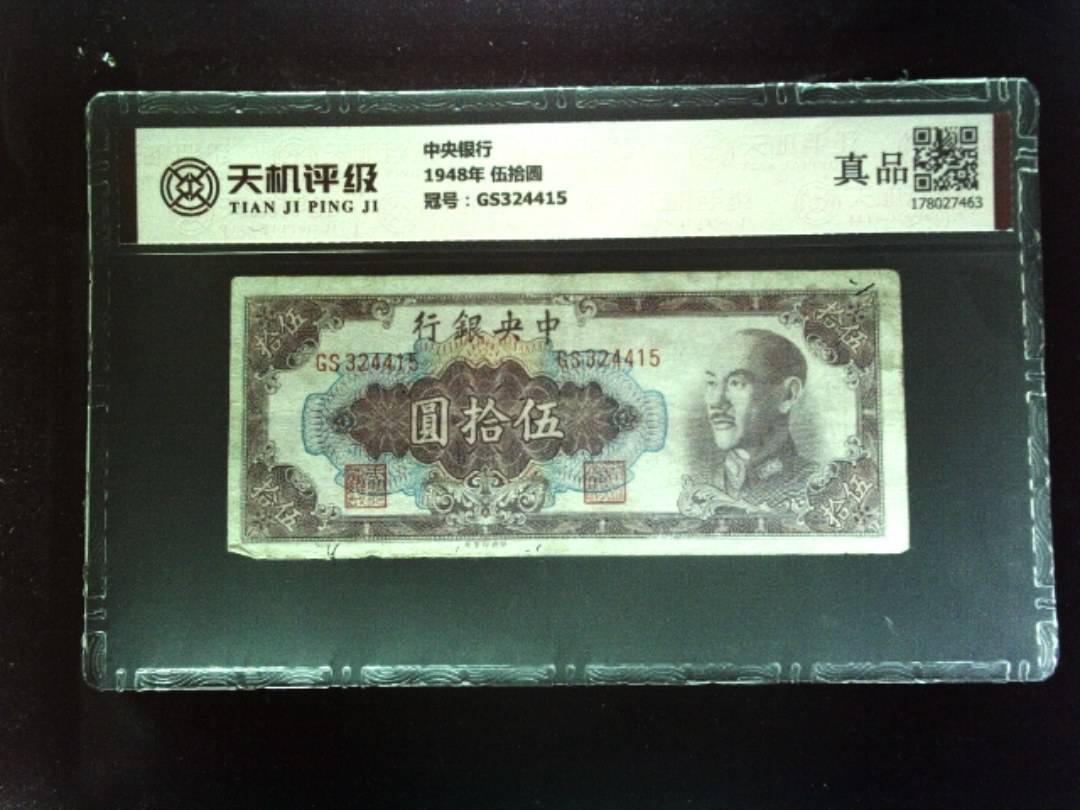 天机评级
TIAN JI PING JI
中央银行
1948年 伍拾圆
冠号：GS324415
真品
178027463
行銀央中
GS324415 GS324415
圓拾伍
拾伍
拾伍
拾伍
拾伍